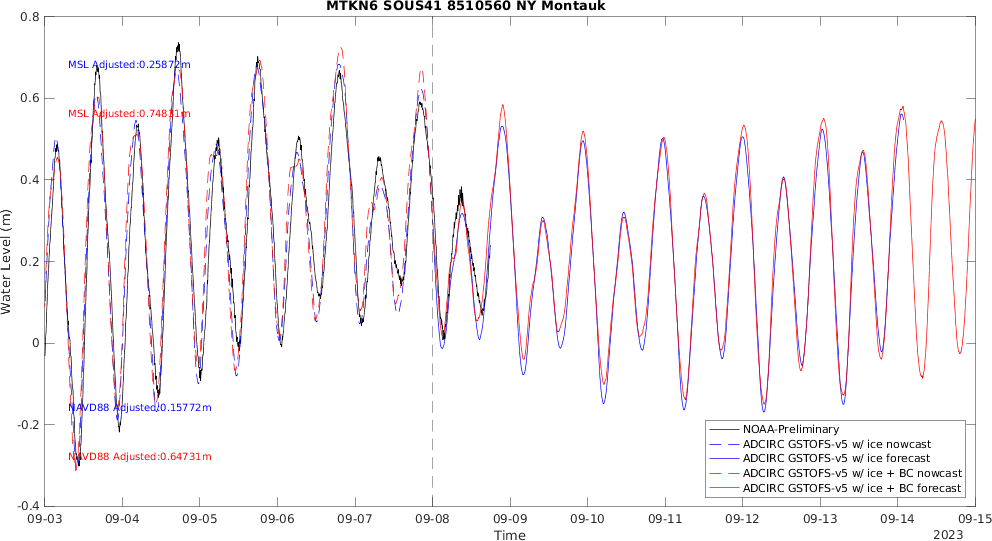 MTKN6 SOUS41 8510560 NY Montauk
0.8
0.6
0.4
0.2
0
-0.2
-0.4
Water Level (m)
MSL Adjusted:0.25872m
MSL Adjusted:0.74831m
NAVD88 Adjusted:0.15772m
NAVD88 Adjusted:0.64731m
NOAA-Preliminary
ADCIRC GSTOFS-v5 w/ ice nowcast
ADCIRC GSTOFS-v5 w/ ice forecast
ADCIRC GSTOFS-v5 w/ ice + BC nowcast
ADCIRC GSTOFS-v5 w/ ice + BC forecast
09-03 09-04 09-05 09-06 09-07 09-08 09-09 09-10 09-11 09-12 09-13 09-14 09-15
Time
2023